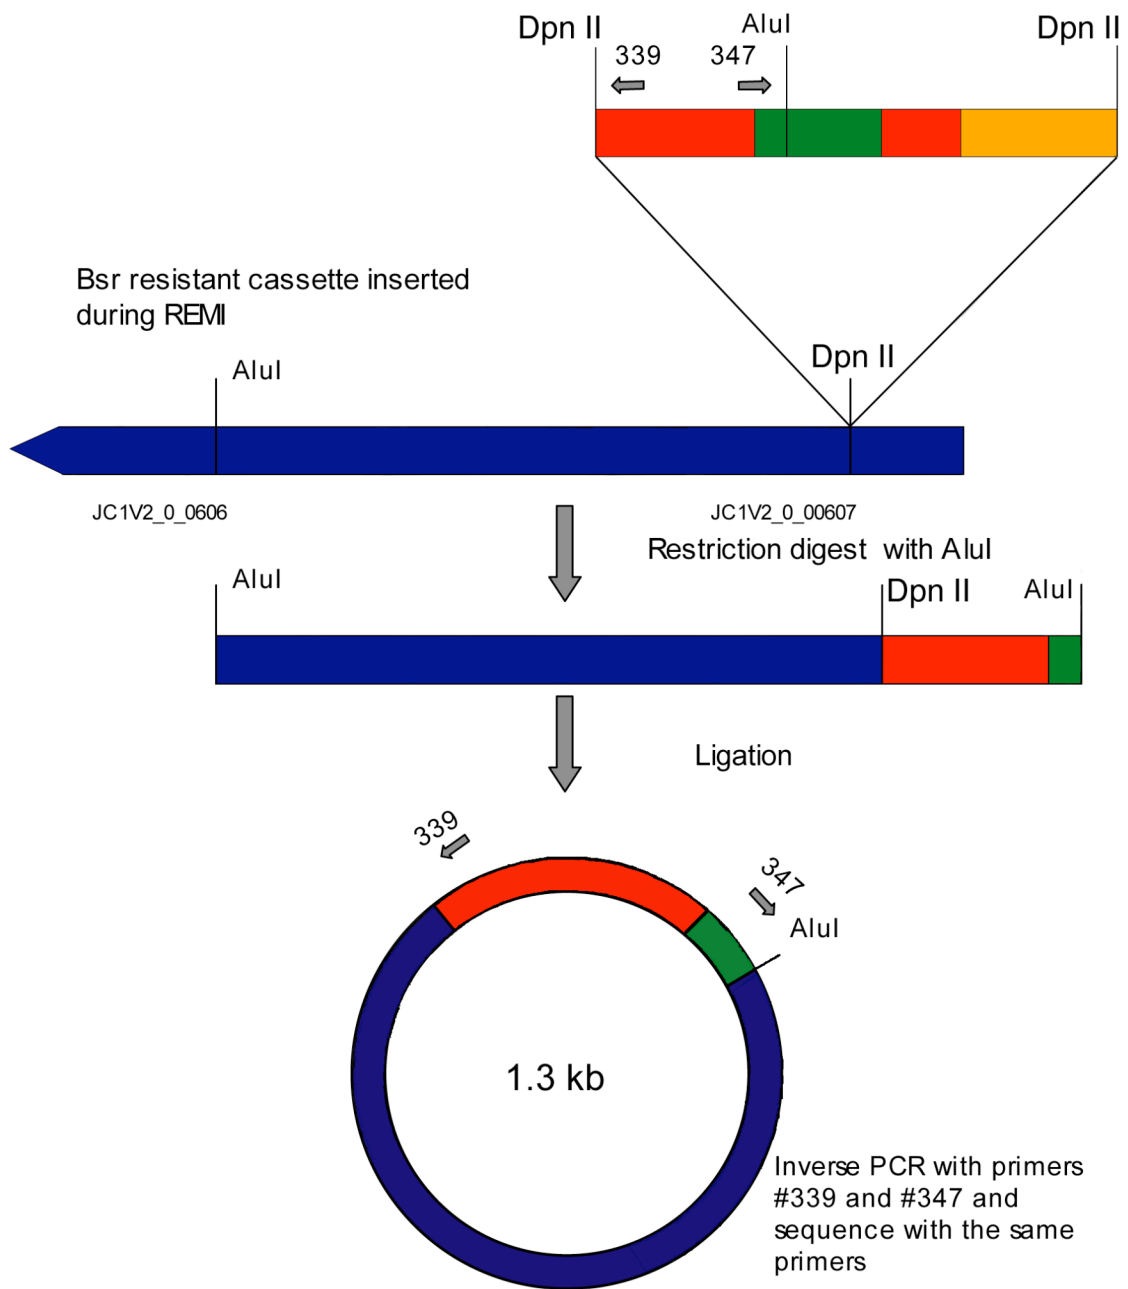 Dpn II
AluI
Dpn II
339
347
Bsr resistant cassette inserted
during REMI
AluI
Dpn II
JC1V2_0_0606
JC1V2_0_00607
Restriction digest with AluI
AluI
Dpn II
AluI
Ligation
339
347
AluI
1.3 kb
Inverse PCR with primers
#339 and #347 and
sequence with the same
primers